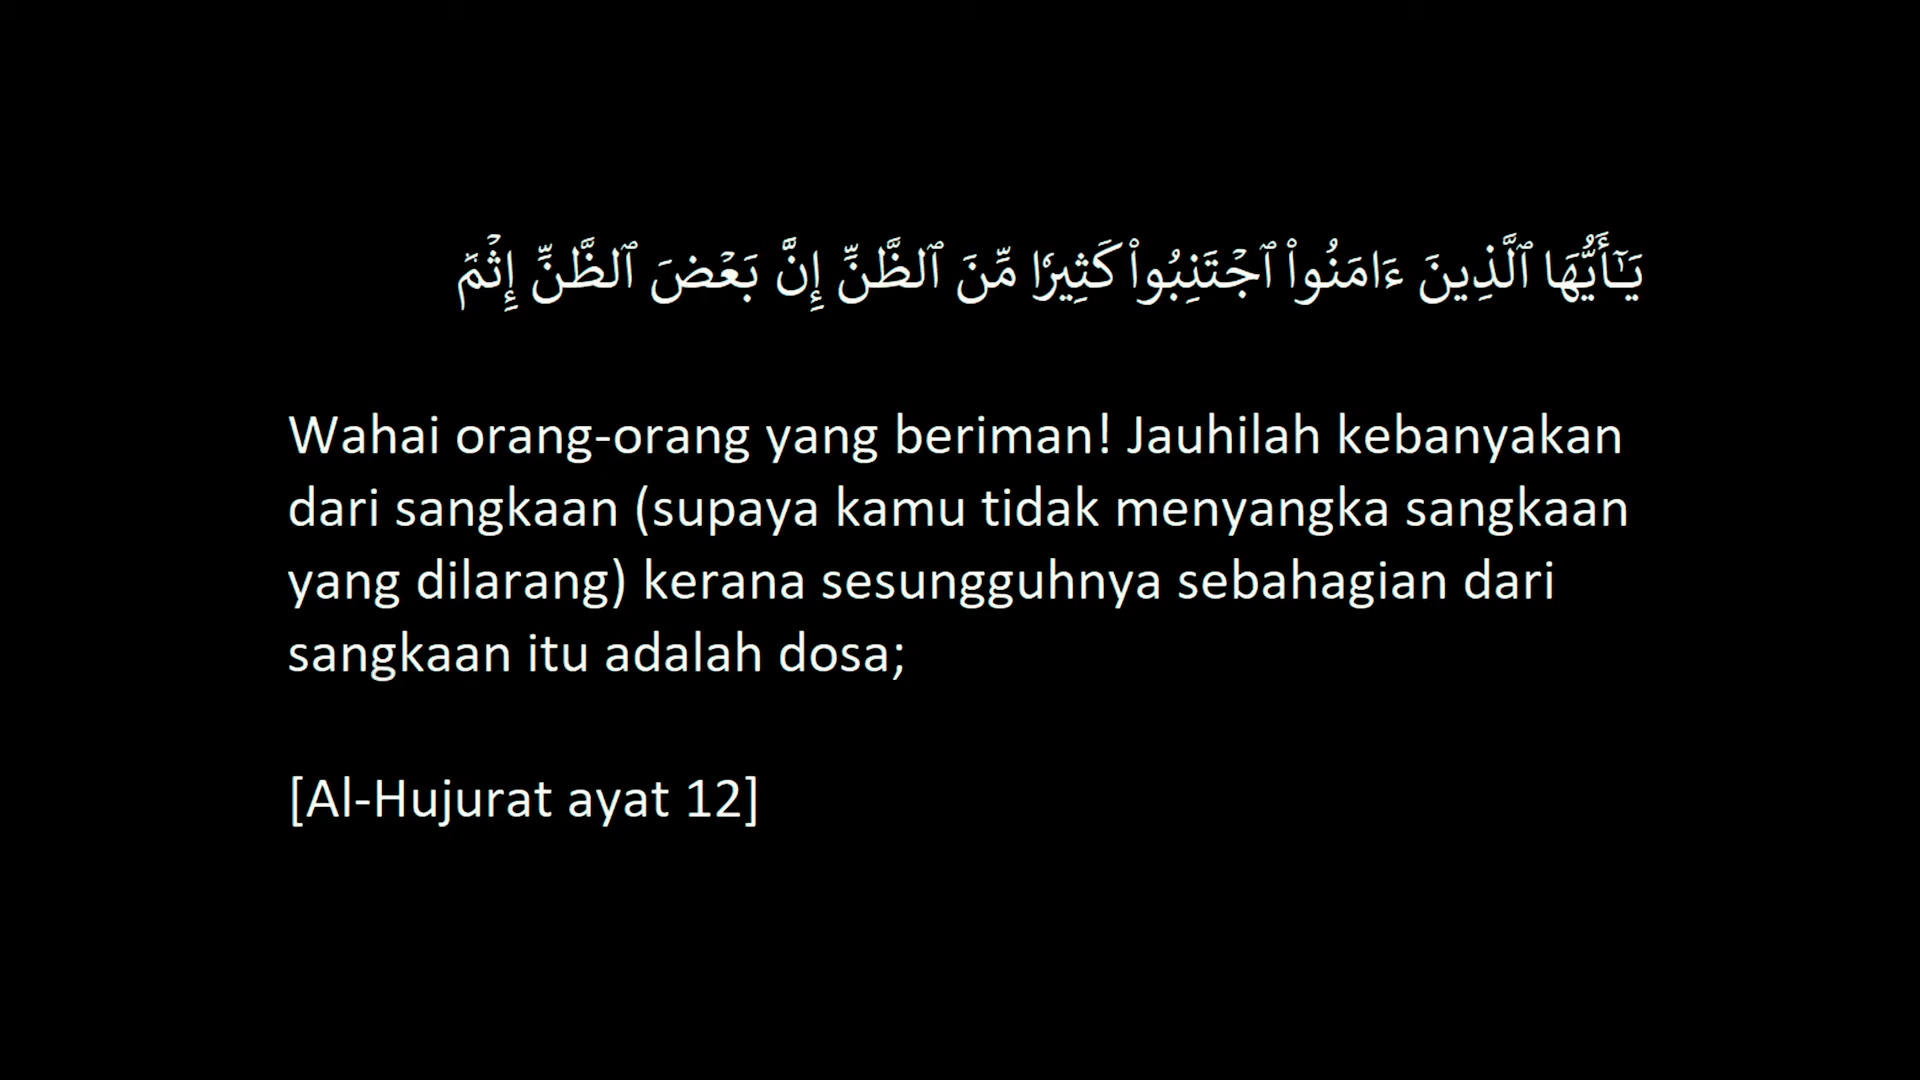 يَـٰٓأَيُّهَا ٱلَّذِينَ ءَامَنُوا۟ ٱجْتَنِبُوا۟ كَثِيرًۭا مِّنَ ٱلظَّنِّ إِنَّ بَعْضَ ٱلظَّنِّ إِثْمٌۭ
Wahai orang-orang yang beriman! Jauhilah kebanyakan
dari sangkaan (supaya kamu tidak menyangka sangkaan
yang dilarang) kerana sesungguhnya sebahagian dari
sangkaan itu adalah dosa;
[Al-Hujurat ayat 12]